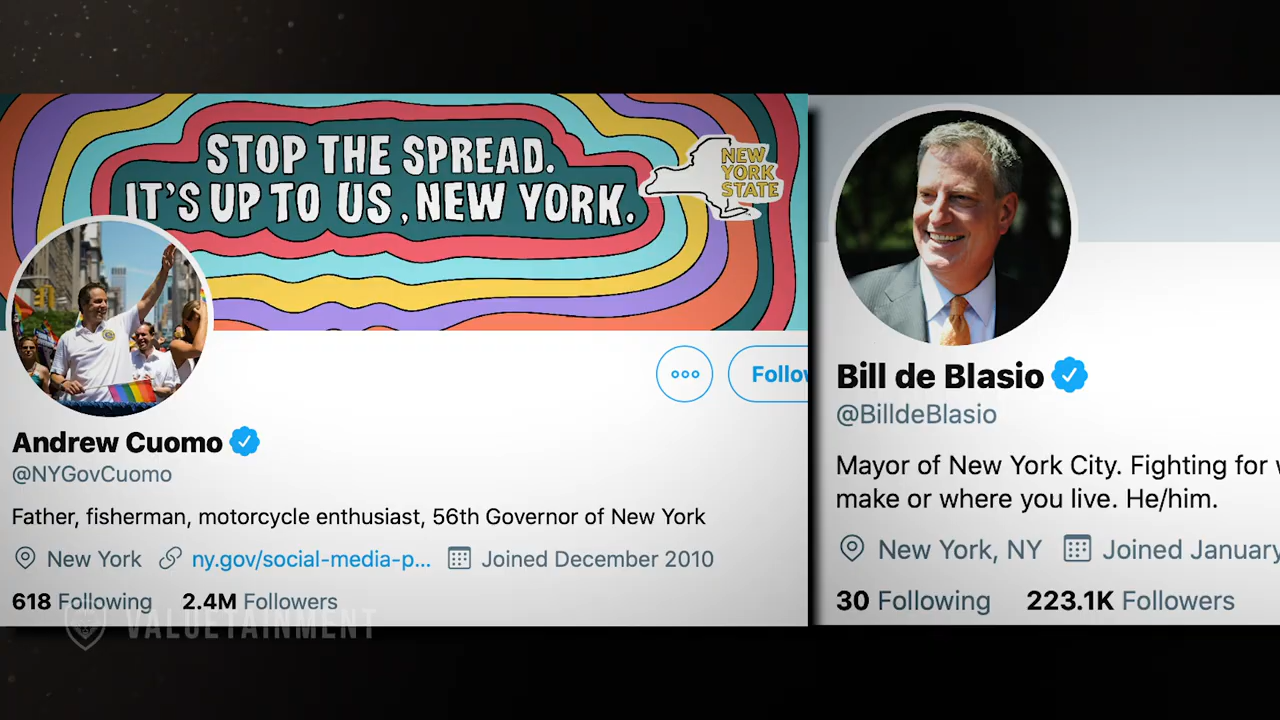 STOP THE SPREAD.
IT'S UP TO US, NEW YORK.
NEW
YORK
STATE
Follow
Andrew Cuomo
@NYGovCuomo
Father, fisherman, motorcycle enthusiast, 56th Governor of New York
New York ny.gov/social-media-p... Joined December 2010
618 Following 2.4M Followers
VALUETAINMENT
Bill de Blasio
@BilldeBlasio
Mayor of New York City. Fighting for
make or where you live. He/him.
New York, NY Joined January
30 Following 223.1K Followers